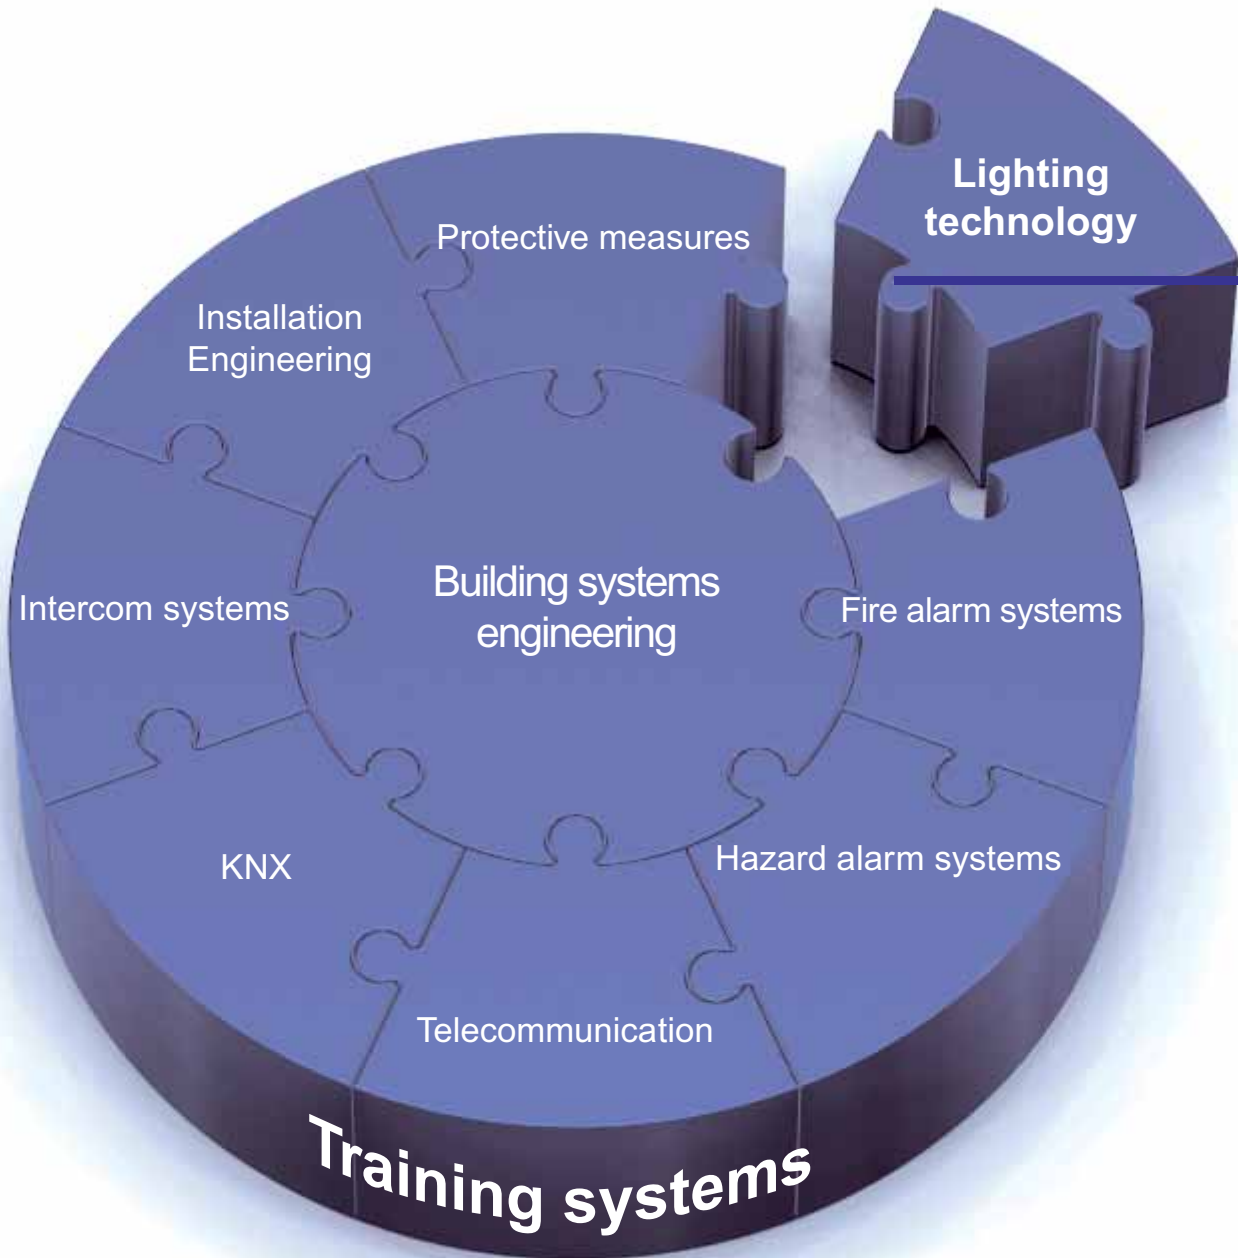 Lighting
technology
Protective measures
Installation
Engineering
Building systems
engineering
Intercom systems
Fire alarm systems
KNX
Hazard alarm systems
Telecommunication
Training systems